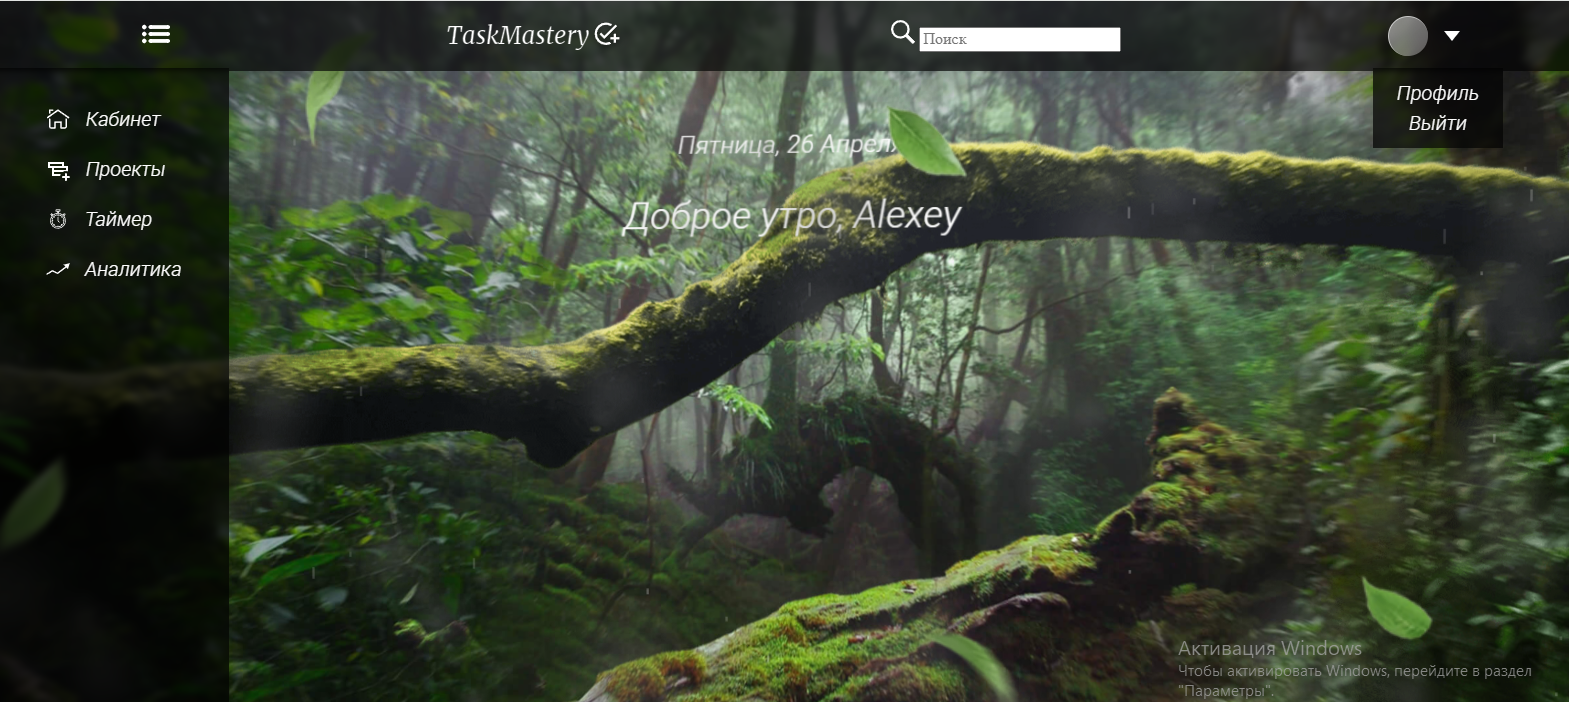 TaskMastery
Поиск
Профиль
Выйти
Кабинет
Проекты
Таймер
Аналитика
Пятница, 26 Апреля
Доброе утро, Alexey
Активация Windows
Чтобы активировать Windows, перейдите в раздел
"Параметры".